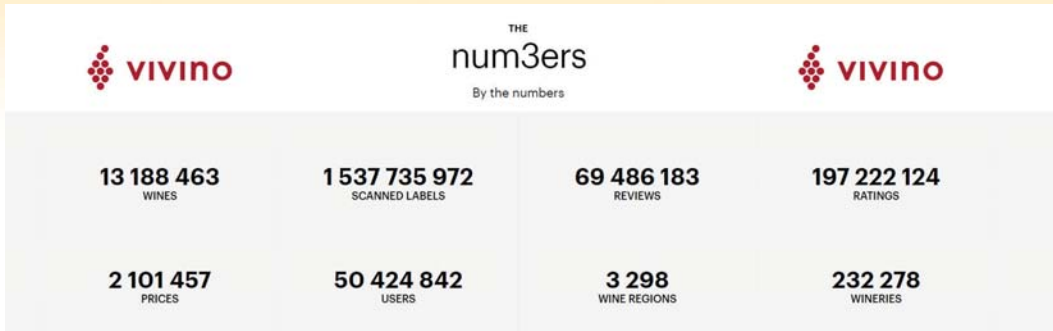 THE
vivino
num3ers
vivino
By the numbers
13 188 463
1 537 735 972
69 486 183
197 222 124
WINES
SCANNED LABELS
REVIEWS
RATINGS
2 101 457
50 424 842
3 298
232 278
PRICES
USERS
WINE REGIONS
WINERIES